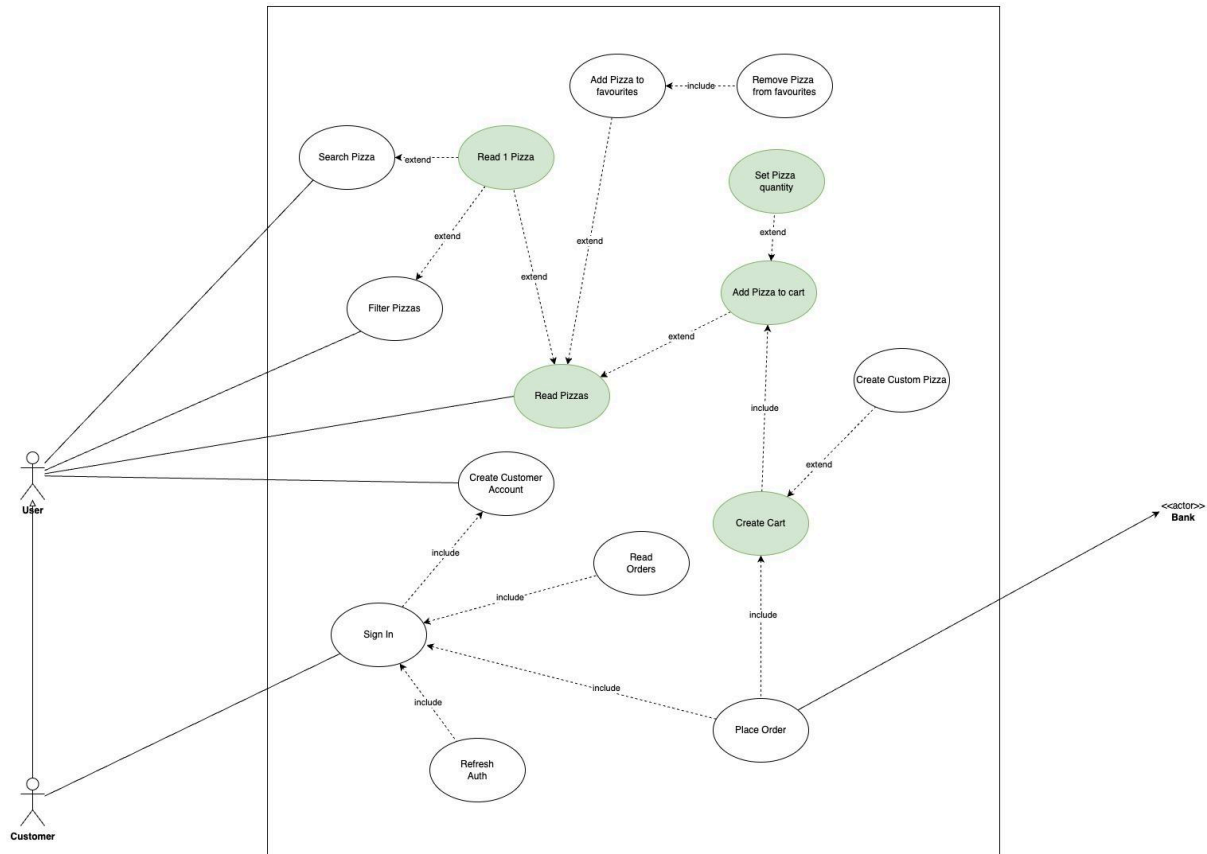 Add Pizza to
favourites
include
Remove Pizza
from favourites
Search Pizza
extend
Read 1 Pizza
Set Pizza
quantity
extend
extend
extend
extend
Add Pizza to cart
Filter Pizzas
extend
Create Custom Pizza
Read Pizzas
include
extend
Create Customer
Account
User
<<actor>>
Bank
Create Cart
include
Read
Orders
include
include
Sign In
include
include
Place Order
Refresh
Auth
Customer